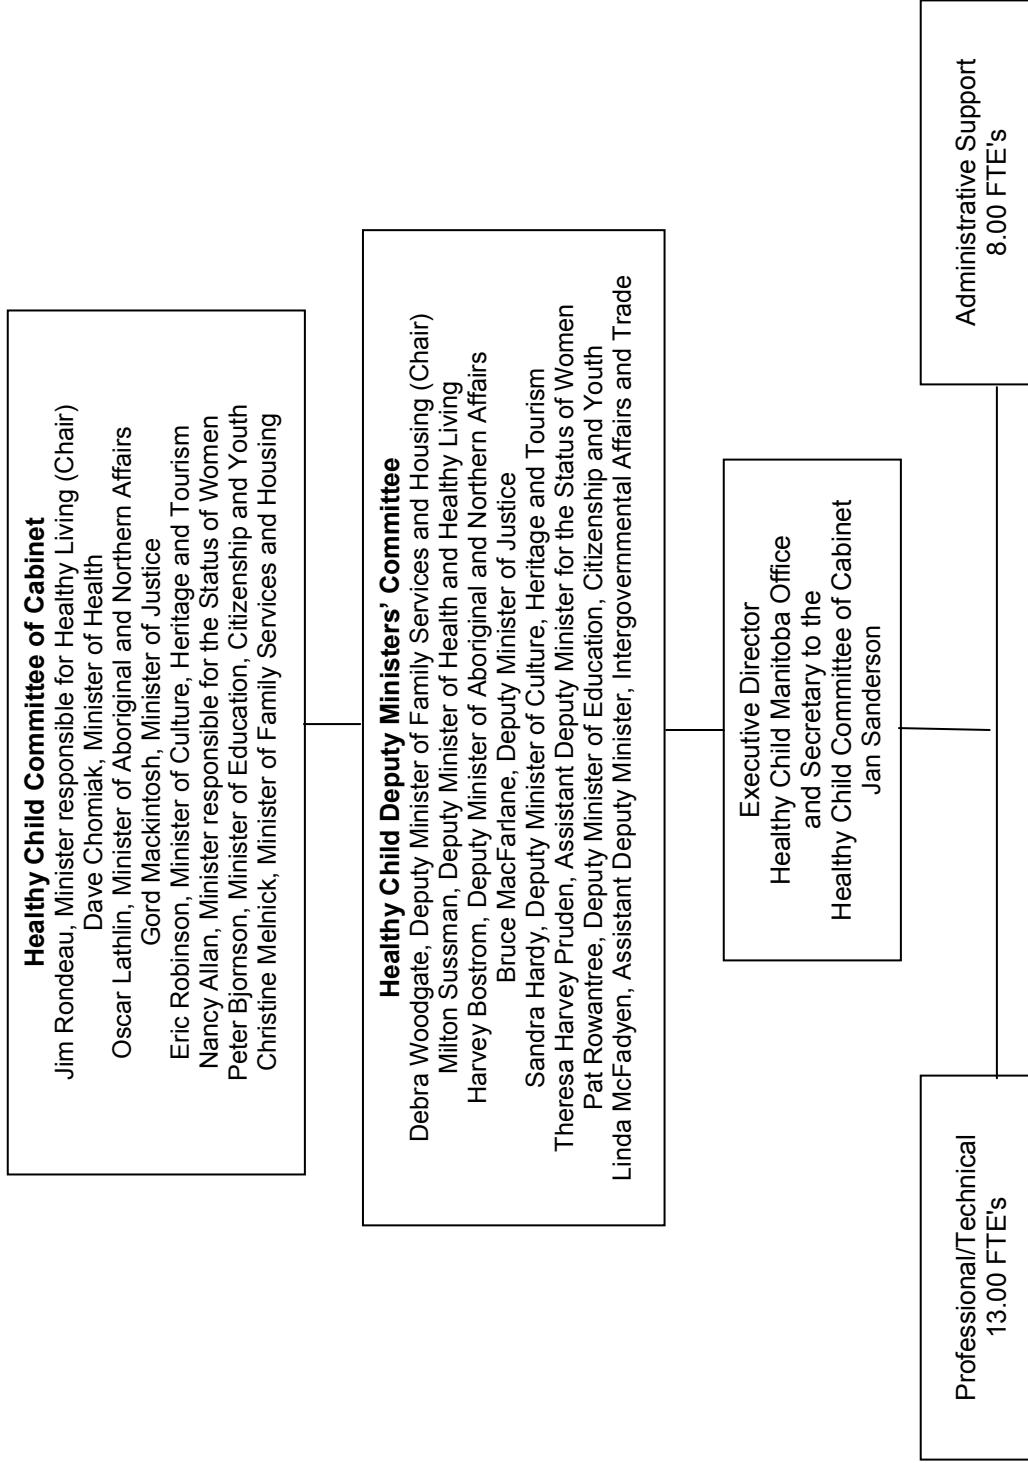 Healthy Child Committee of Cabinet
Jim Rondeau, Minister responsible for Healthy Living (Chair)
Dave Chomiak, Minister of Health
Oscar Lathlin, Minister of Aboriginal and Northern Affairs
Gord Mackintosh, Minister of Justice
Eric Robinson, Minister of Culture, Heritage and Tourism
Nancy Allan, Minister responsible for the Status of Women
Peter Bjornson, Minister of Education, Citizenship and Youth
Christine Melnick, Minister of Family Services and Housing
Healthy Child Deputy Ministers’ Committee
Debra Woodgate, Deputy Minister of Family Services and Housing (Chair)
Milton Sussman, Deputy Minister of Health and Healthy Living
Harvey Bostrom, Deputy Minister of Aboriginal and Northern Affairs
Bruce MacFarlane, Deputy Minister of Justice
Sandra Hardy, Deputy Minister of Culture, Heritage and Tourism
Theresa Harvey Pruden, Assistant Deputy Minister for the Status of Women
Pat Rowantree, Deputy Minister of Education, Citizenship and Youth
Linda McFadyen, Assistant Deputy Minister, Intergovernmental Affairs and Trade
Executive Director
Healthy Child Manitoba Office
and Secretary to the
Healthy Child Committee of Cabinet
Jan Sanderson
Professional/Technical
13.00 FTE's
Administrative Support
8.00 FTE's